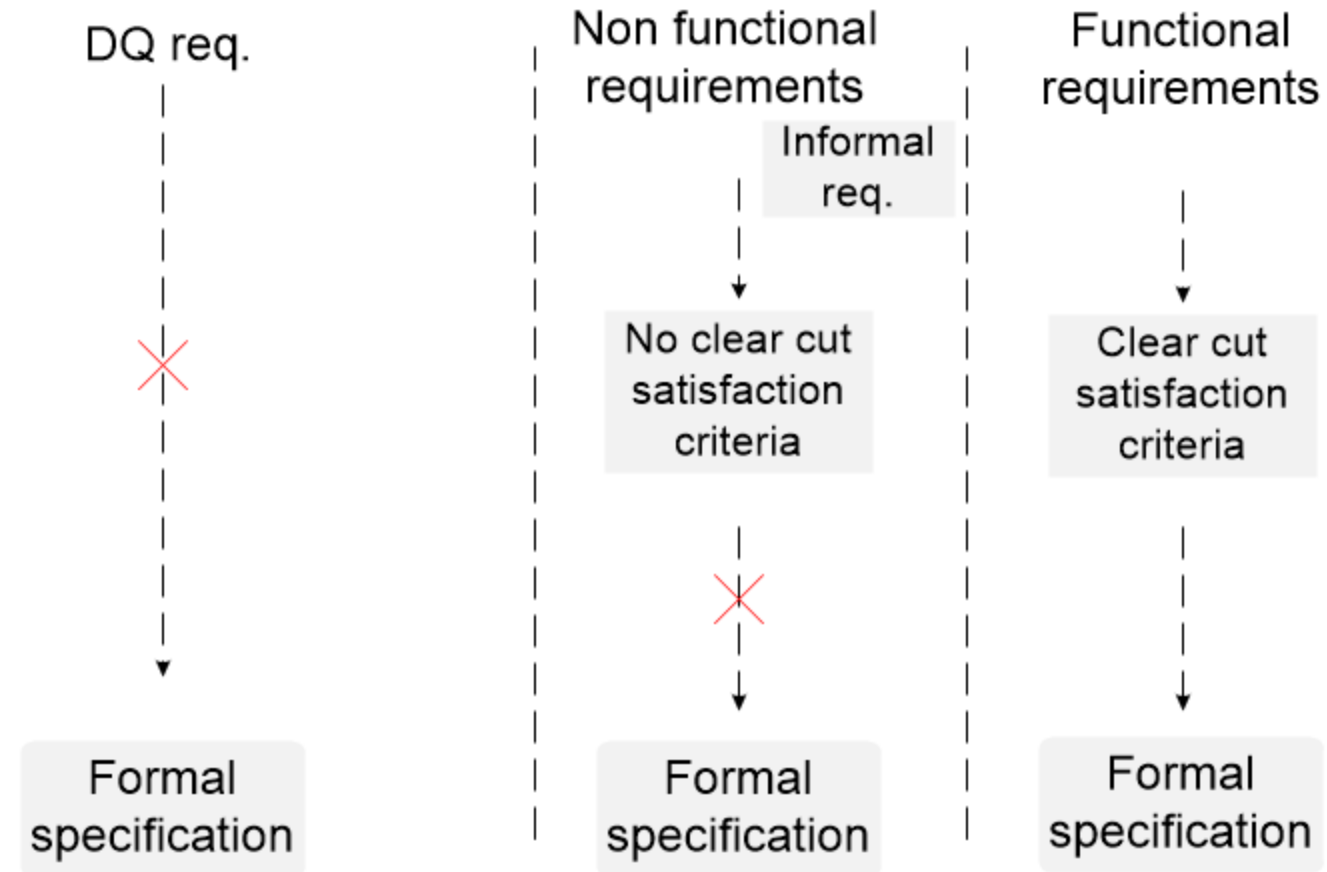 DQ req.
Non functional
requirements
Informal
req.
No clear cut
satisfaction
criteria
Formal
specification
Functional
requirements
Clear cut
satisfaction
criteria
Formal
specification
Formal
specification